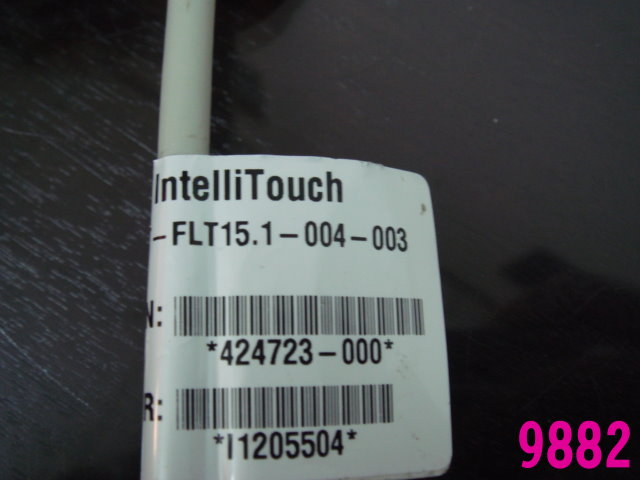 IntelliTouch
-FLT15.1-004-003
N:
*424723-000*
R:
*I1205504*
9882